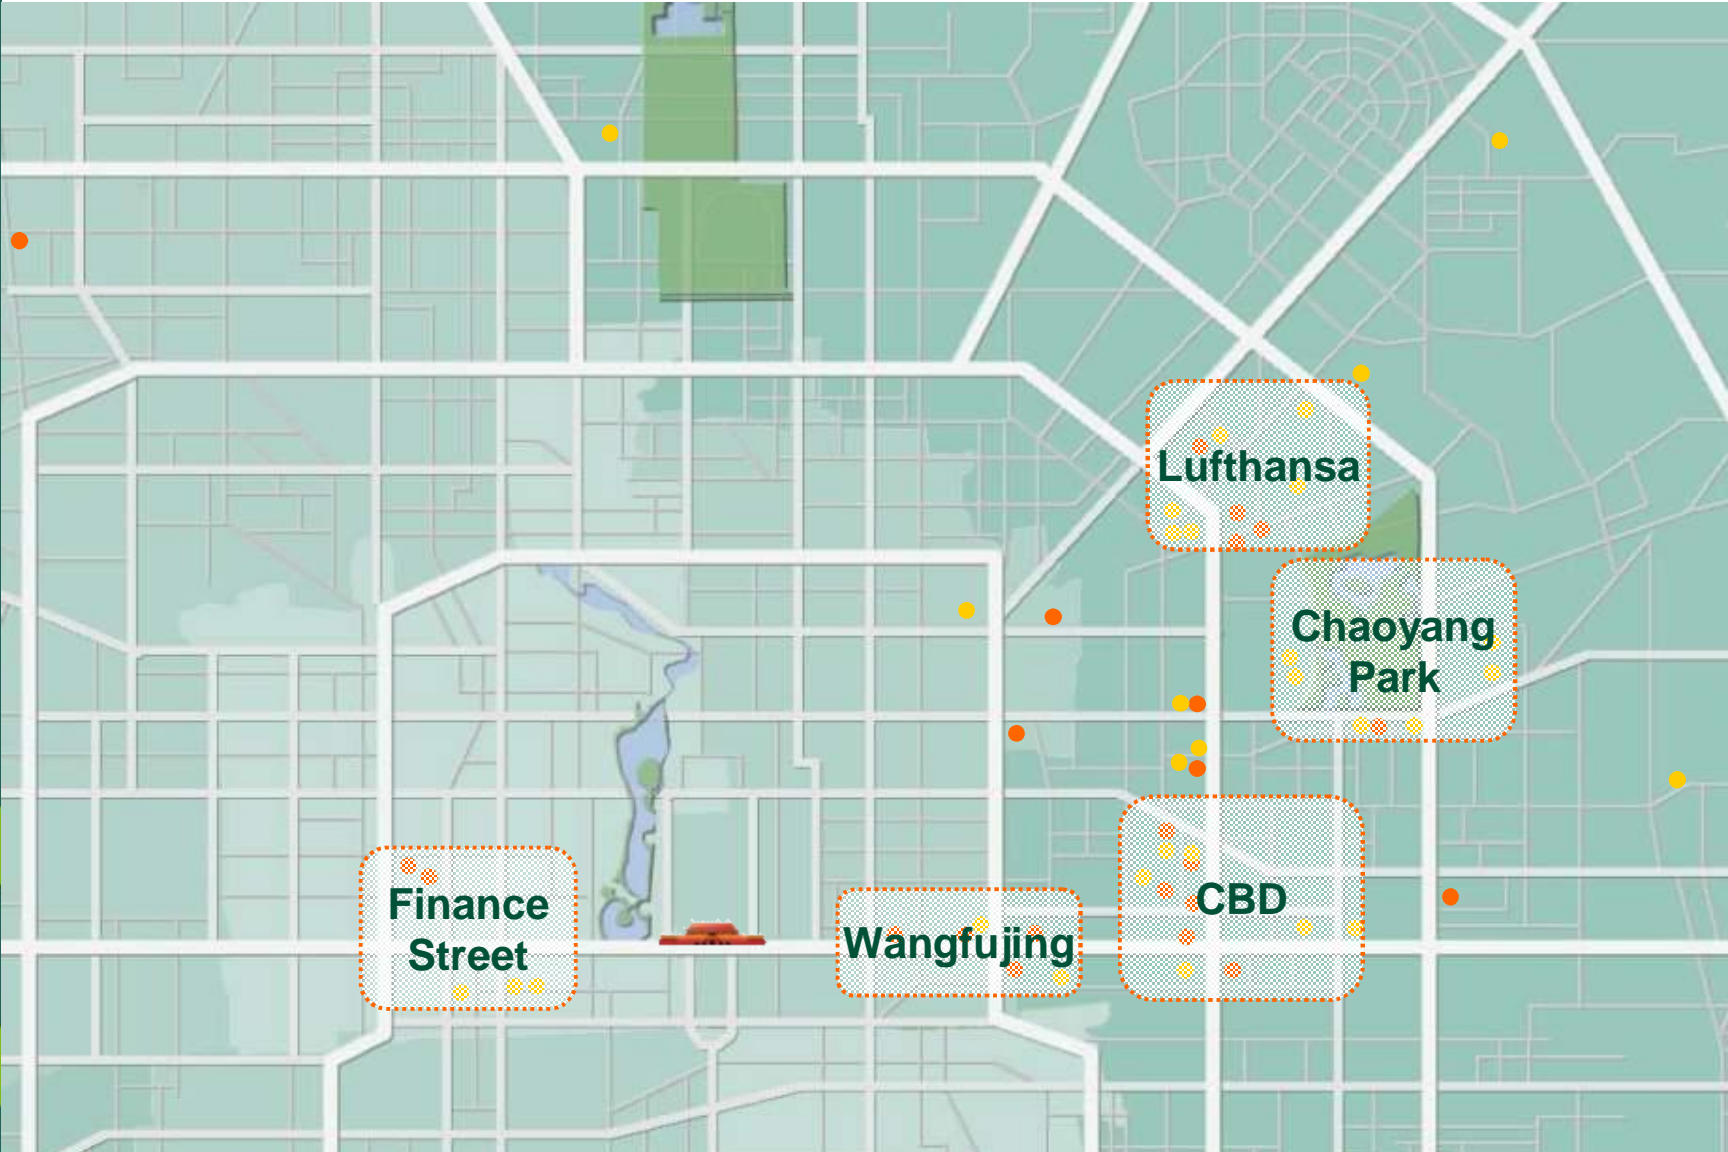 Lufthansa
Chaoyang
Park
Finance
Street
Wangfujing
CBD